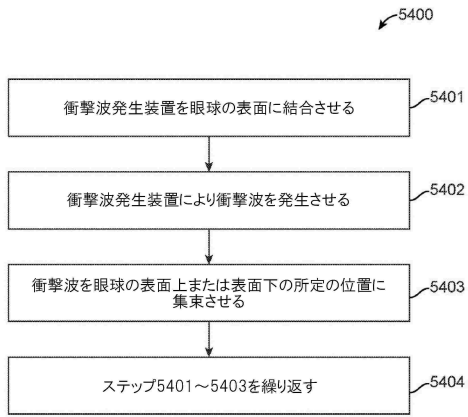 5400
衝撃波発生装置を眼球の表面に結合させる
5401
衝撃波発生装置により衝撃波を発生させる
5402
衝撃波を眼球の表面上または表面下の所定の位置に
集束させる
5403
ステップ5401～5403を繰り返す
5404